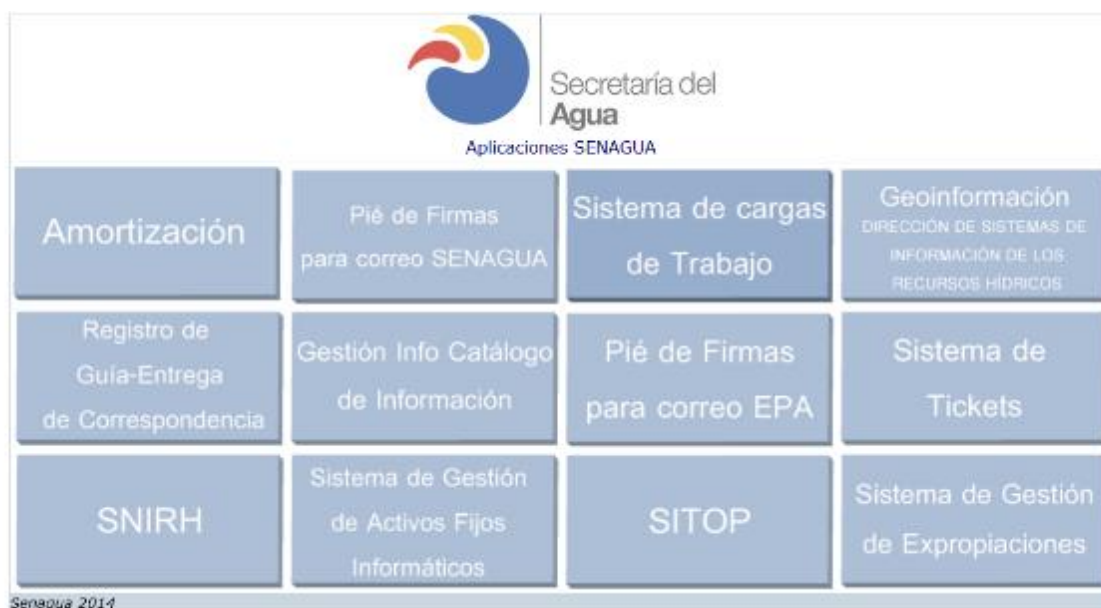 Secretaría del
Agua
Aplicaciones SENAGUA
Amortización
Pié de Firmas
para correo SENAGUA
Sistema de cargas
de Trabajo
Geoinformación
DIRECCIÓN DE SISTEMAS DE
INFORMACIÓN DE LOS
RECURSOS HÍDRICOS
Registro de
Guía-Entrega
de Correspondencia
Gestión Info Catálogo
de Información
Pié de Firmas
para correo EPA
Sistema de
Tickets
SNIRH
Sistema de Gestión
de Activos Fijos
Informáticos
SITOP
Sistema de Gestión
de Expropiaciones
Senagua 2014